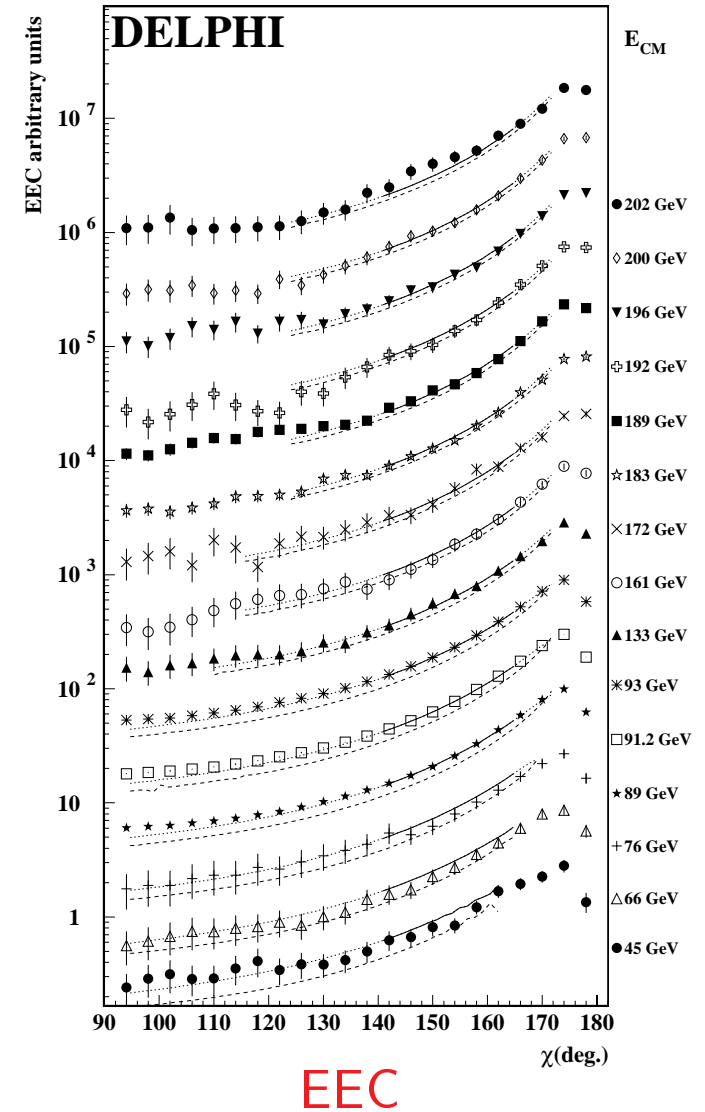 DELPHI
E_CM
EEC arbitrary units
10^7
10^6
10^5
10^4
10^3
10^2
10
1
202 GeV
200 GeV
196 GeV
192 GeV
189 GeV
183 GeV
172 GeV
161 GeV
133 GeV
93 GeV
91.2 GeV
89 GeV
76 GeV
66 GeV
45 GeV
90 100 110 120 130 140 150 160 170 180
χ(deg.)
EEC